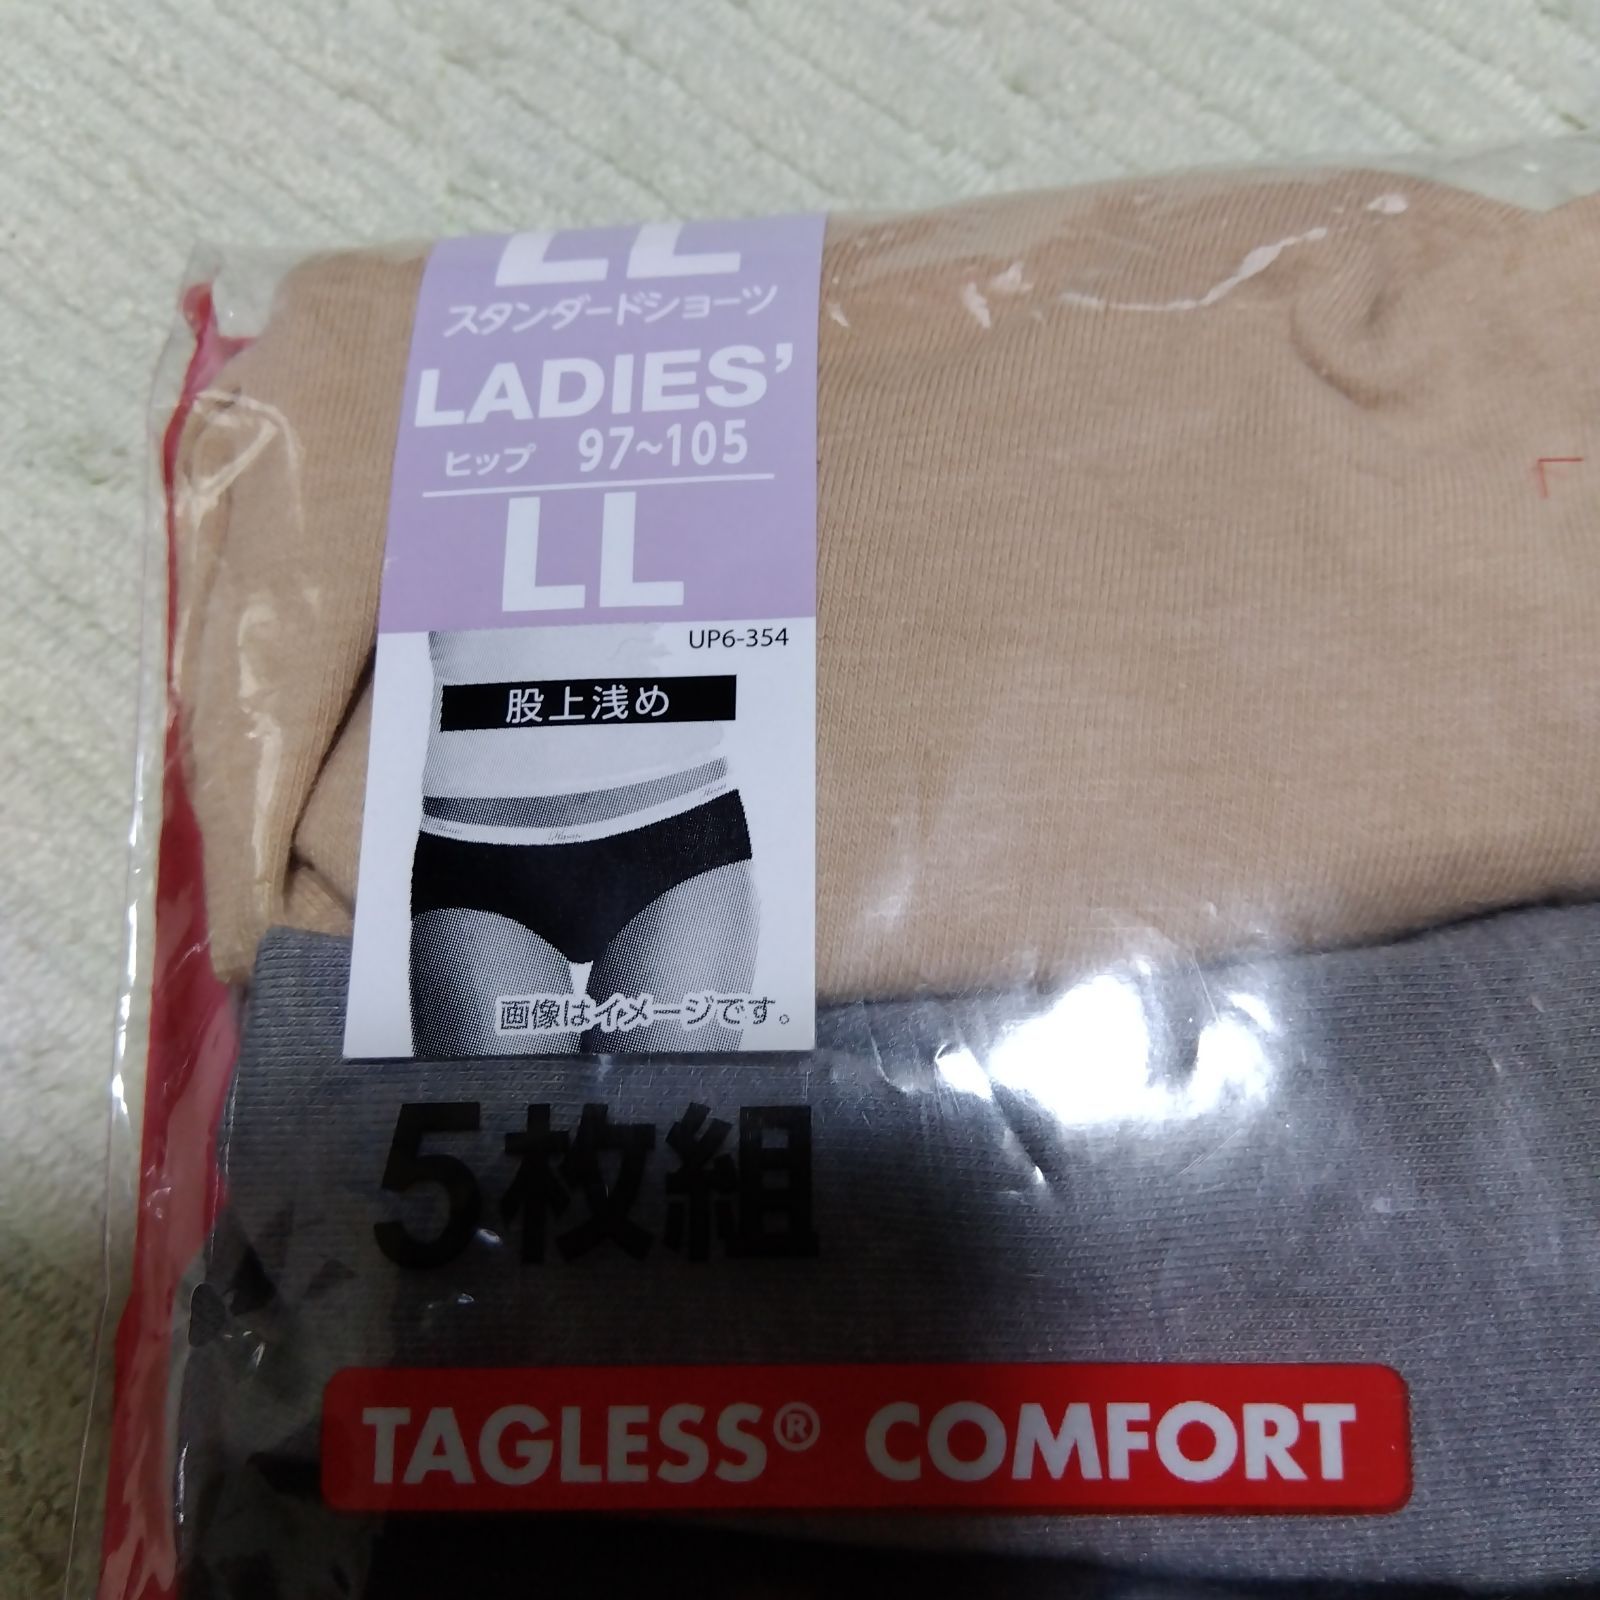 LL
スタンダードショーツ
LADIES'
ヒップ 97~105
LL
UP6-354
股上浅め
画像はイメージです。
5枚組
TAGLESS® COMFORT